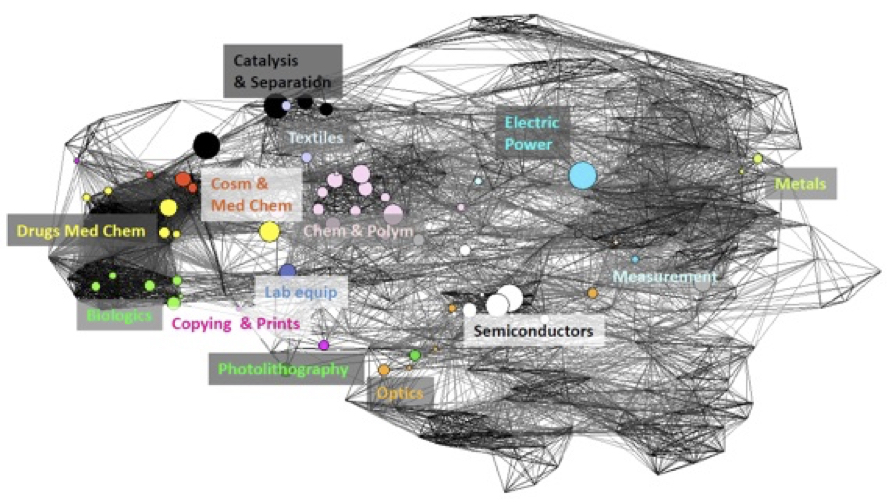 Catalysis
& Separation
Textiles
Electric
Power
Metals
Cosm &
Med Chem
Drugs Med Chem
Chem & Polym
Measurement
Lab equip
Biologics
Copying & Prints
Semiconductors
Photolithography
Optics